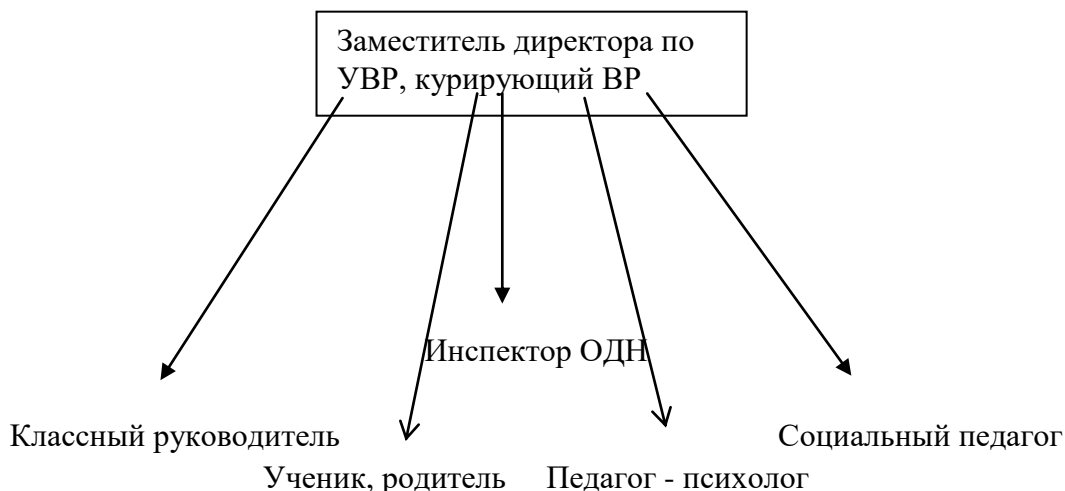 Заместитель директора по
УВР, курирующий ВР
Инспектор ОДН
Классный руководитель
Социальный педагог
Ученик, родитель
Педагог - психолог